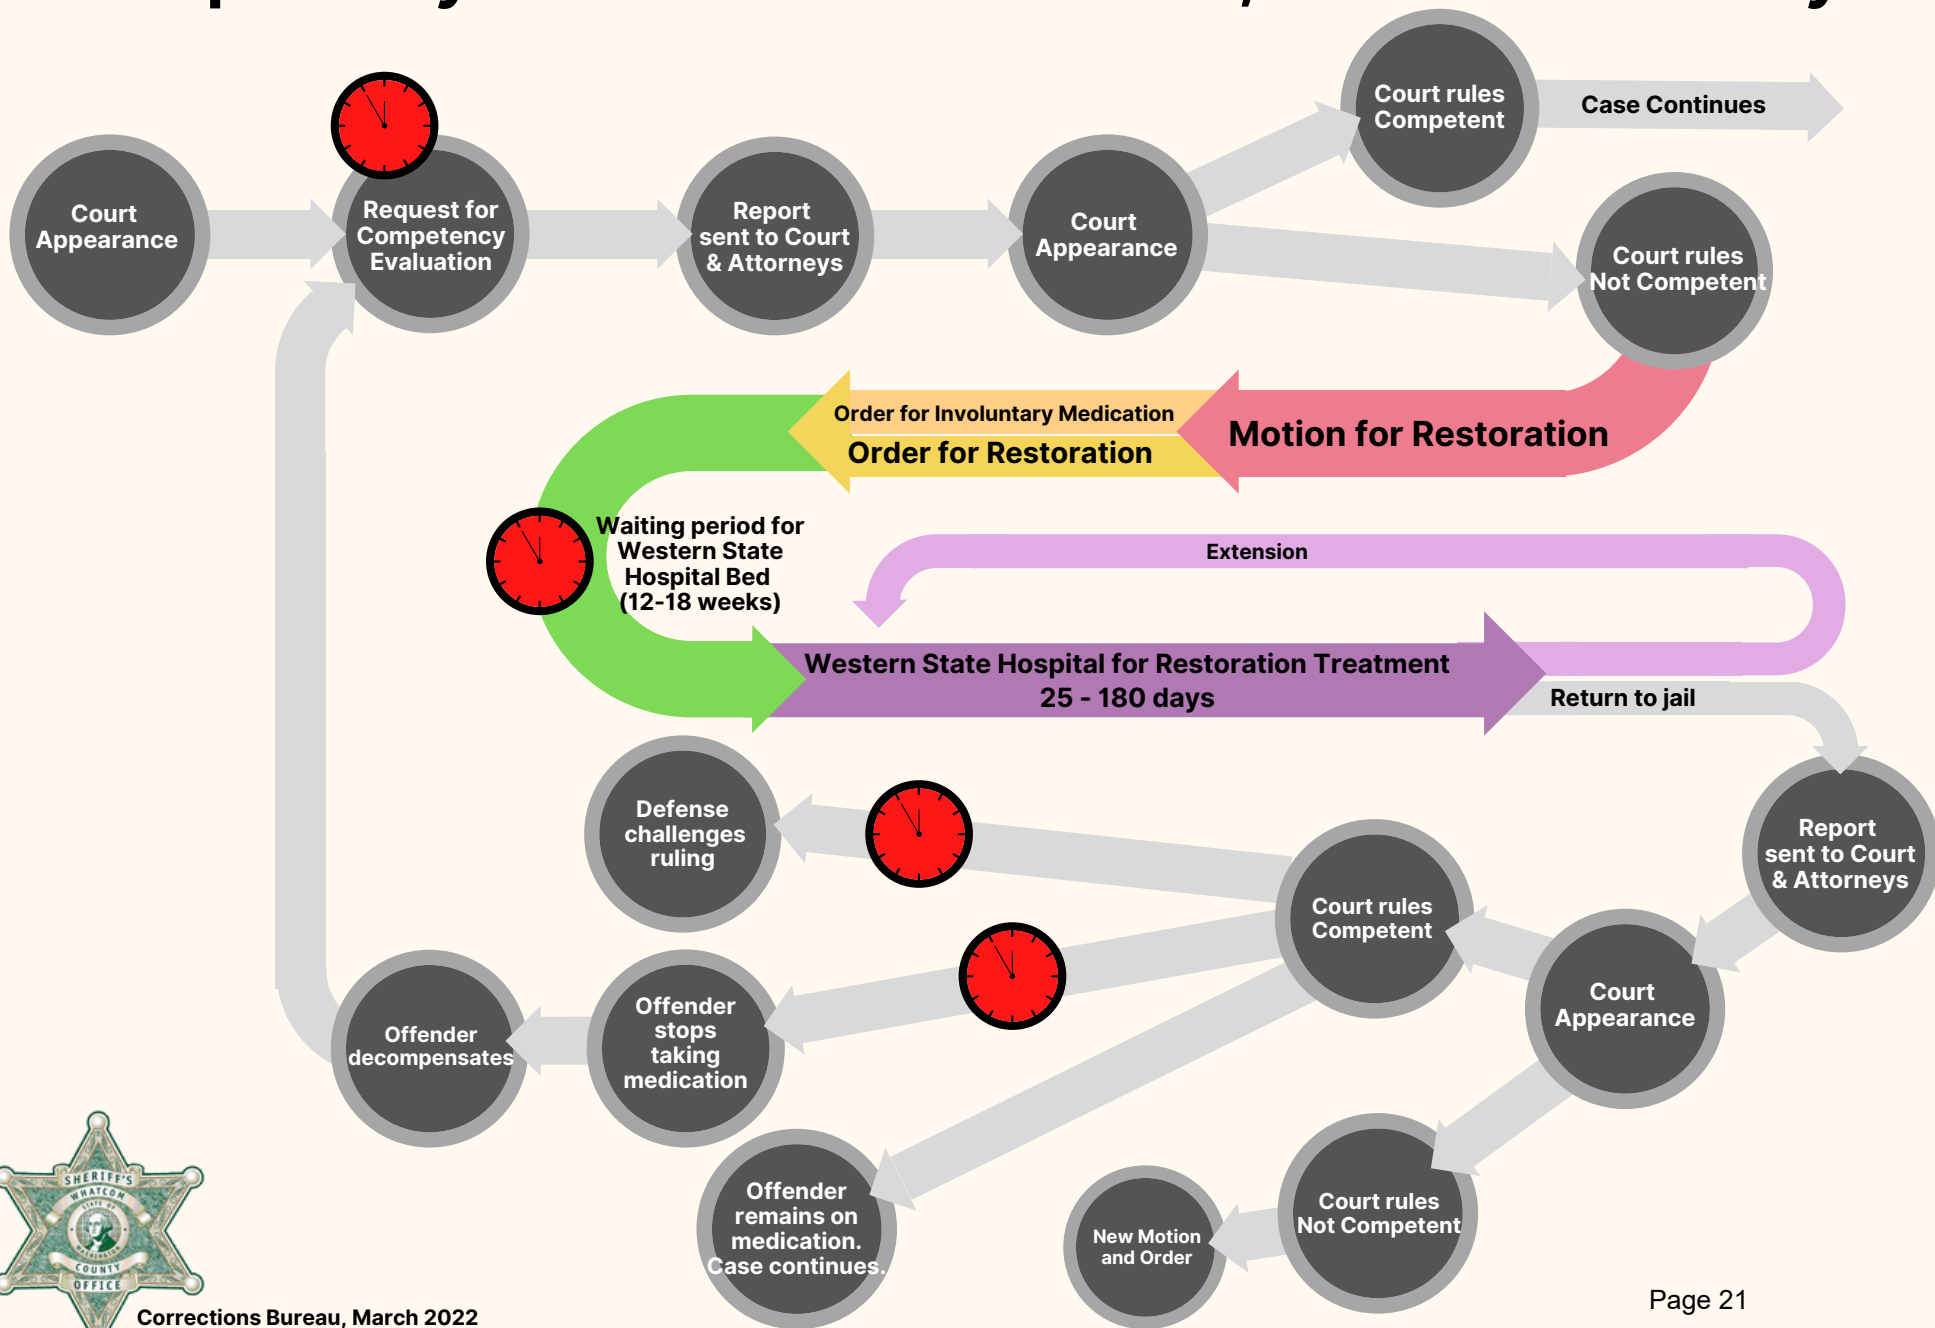 Court
Appearance
Request for
Competency
Evaluation
Report
sent to Court
& Attorneys
Court
Appearance
Court rules
Competent
Case Continues
Court rules
Not Competent
Order for Involuntary Medication
Order for Restoration
Motion for Restoration
Waiting period for
Western State
Hospital Bed
(12-18 weeks)
Extension
Western State Hospital for Restoration Treatment
25 - 180 days
Return to jail
Defense
challenges
ruling
Court rules
Competent
Report
sent to Court
& Attorneys
Court
Appearance
Offender
decompensates
Offender
stops
taking
medication
Offender
remains on
medication.
Case continues.
New Motion
and Order
Court rules
Not Competent
SHERIFF'S
WHATCOM
STATE OF
WASHINGTON
COUNTY
OFFICE
Corrections Bureau, March 2022
Page 21